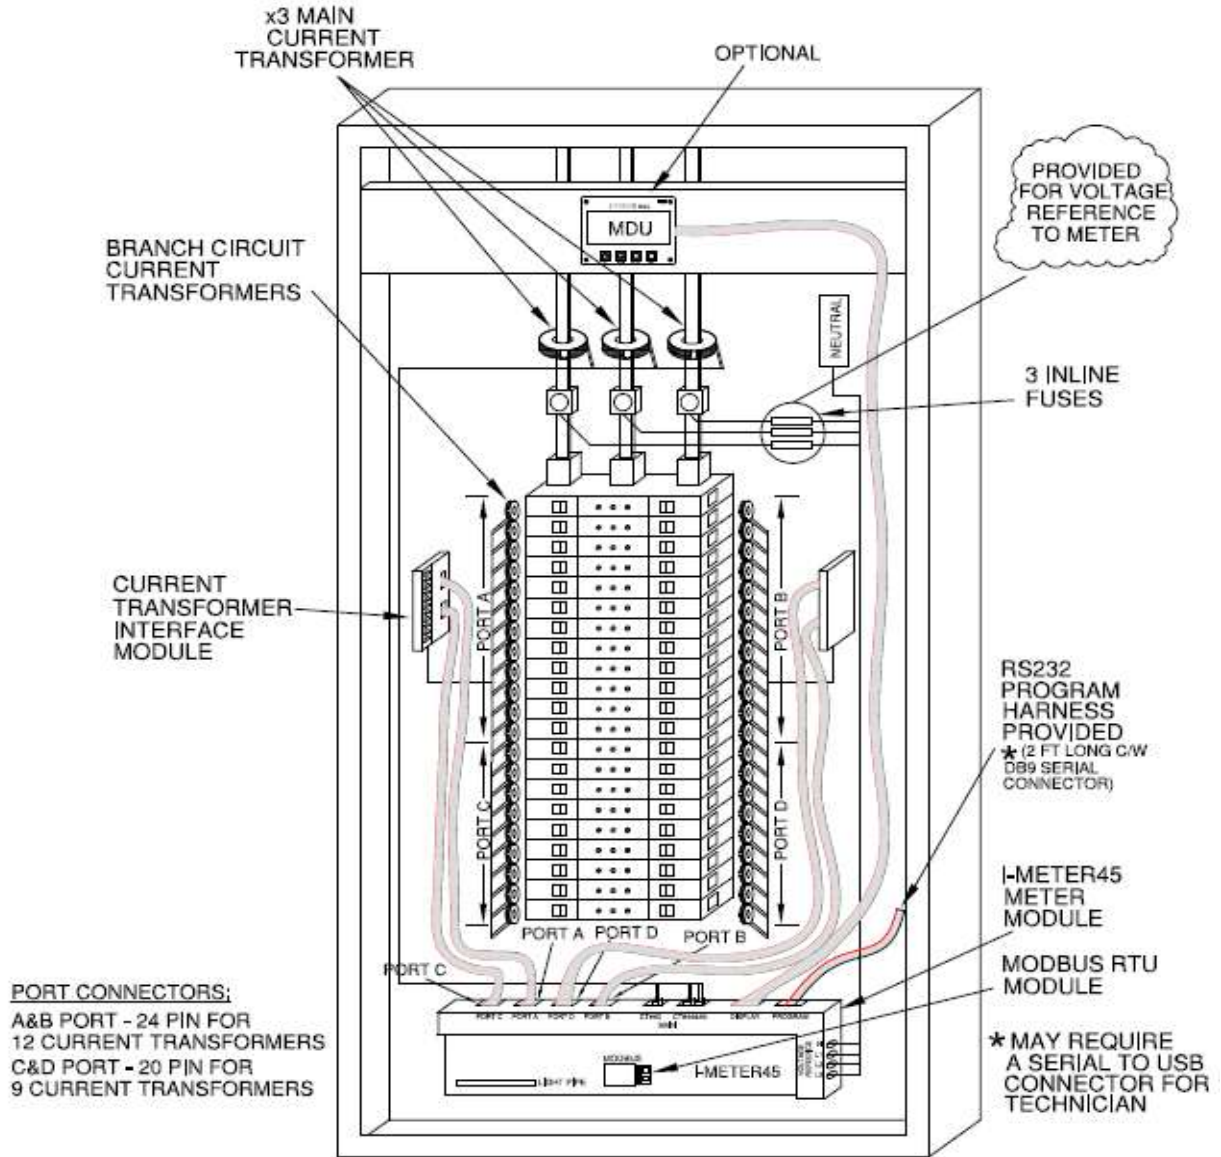 x3 MAIN
CURRENT
TRANSFORMER
OPTIONAL
PROVIDED
FOR VOLTAGE
REFERENCE
TO METER
MDU
BRANCH CIRCUIT
CURRENT
TRANSFORMERS
NEUTRAL
3 INLINE
FUSES
CURRENT
TRANSFORMER
INTERFACE
MODULE
PORT A
PORT B
RS232
PROGRAM
HARNESS
PROVIDED
* (2 FT LONG C/W
DB9 SERIAL
CONNECTOR)
PORT C
PORT D
I-METER45
METER
MODULE
PORT A
PORT D
PORT B
PORT C
MODBUS RTU
MODULE
PORT CONNECTORS;
A&B PORT - 24 PIN FOR
12 CURRENT TRANSFORMERS
C&D PORT - 20 PIN FOR
9 CURRENT TRANSFORMERS
PORT C PORT A PORT D PORT B
DISPLAY PROGRAM
MAIN
MODBUS
I-METER45
LIGHT PIPE
VOLTAGE
REFERENCE
* MAY REQUIRE
A SERIAL TO USB
CONNECTOR FOR
TECHNICIAN